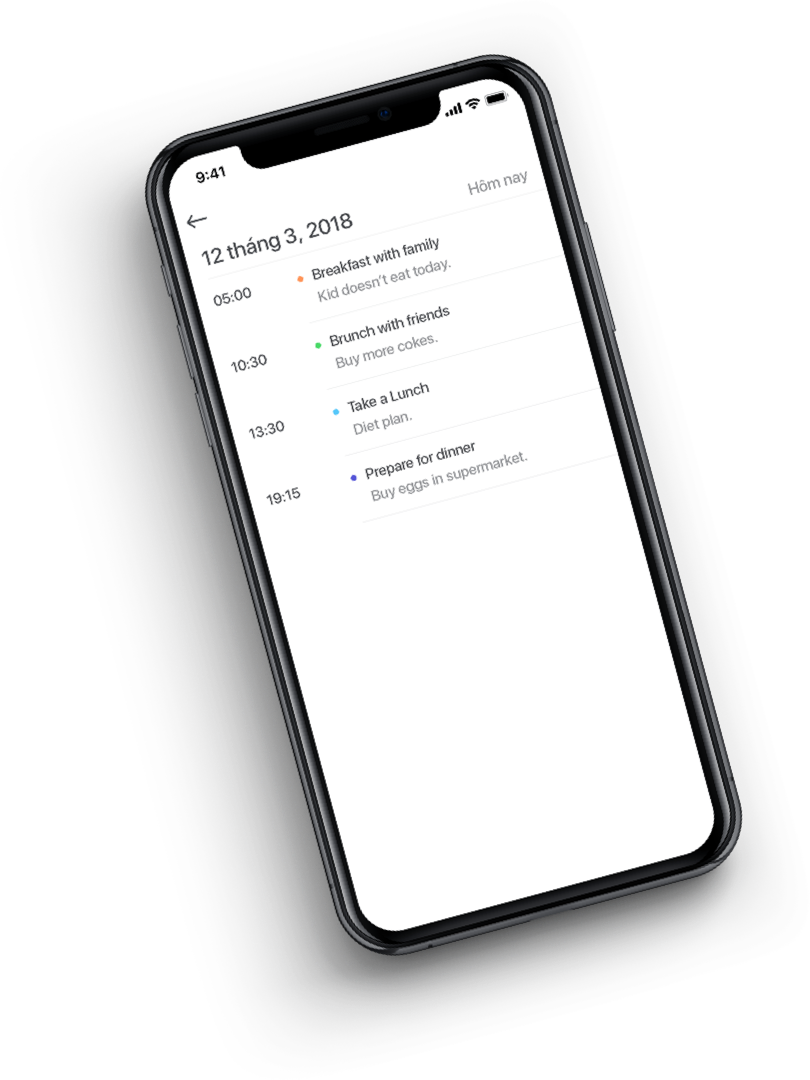 9:41
Hôm nay
12 tháng 3, 2018
05:00
Breakfast with family
Kid doesn't eat today.
10:30
Brunch with friends
Buy more cokes.
13:30
Take a Lunch
Diet plan.
19:15
Prepare for dinner
Buy eggs in supermarket.